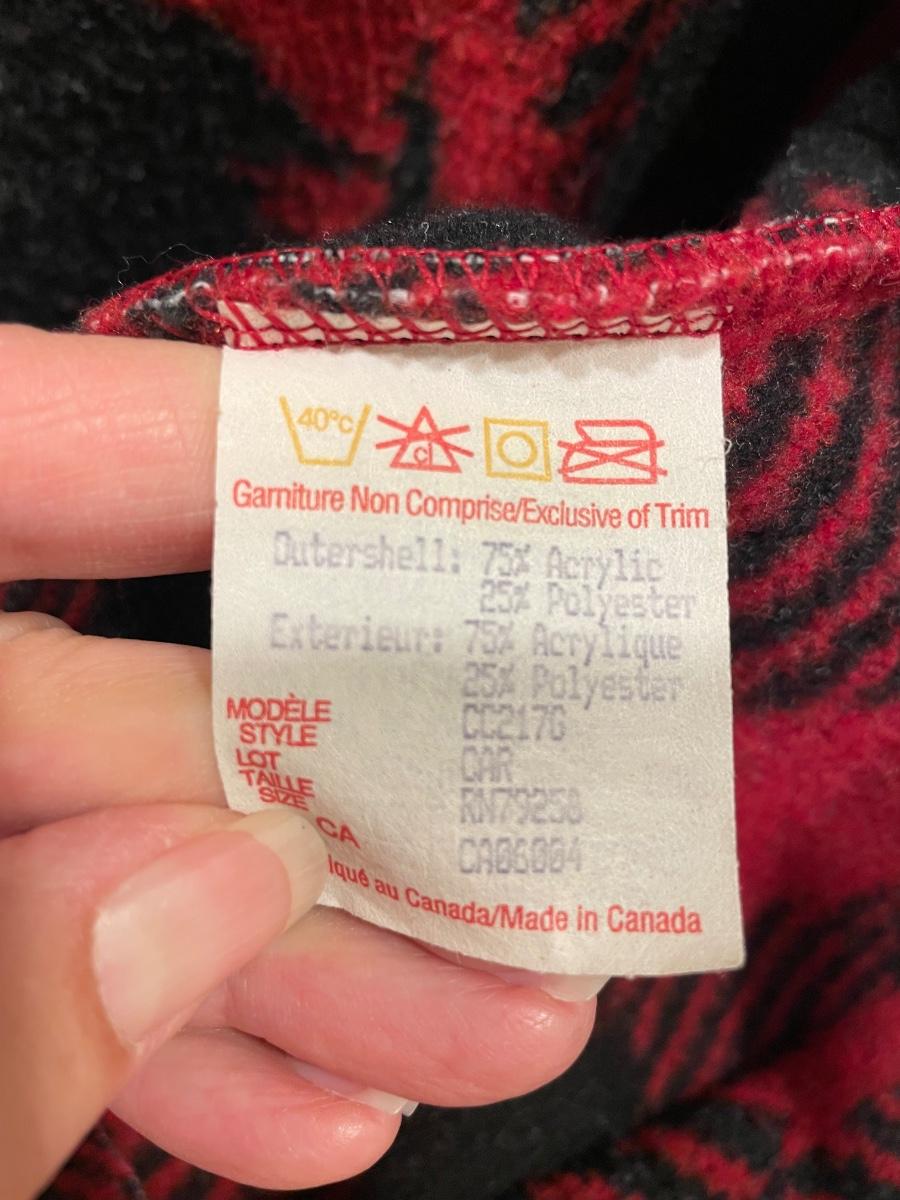 40°C
cl
Garniture Non Comprise/Exclusive of Trim
Outershell: 75% Acrylic
25% Polyester
Exterieur: 75% Acrylique
25% Polyester
MODÈLE
STYLE CC217G
LOT CAR
TAILLE
SIZE RN79258
CA CA06004
iqué au Canada/Made in Canada